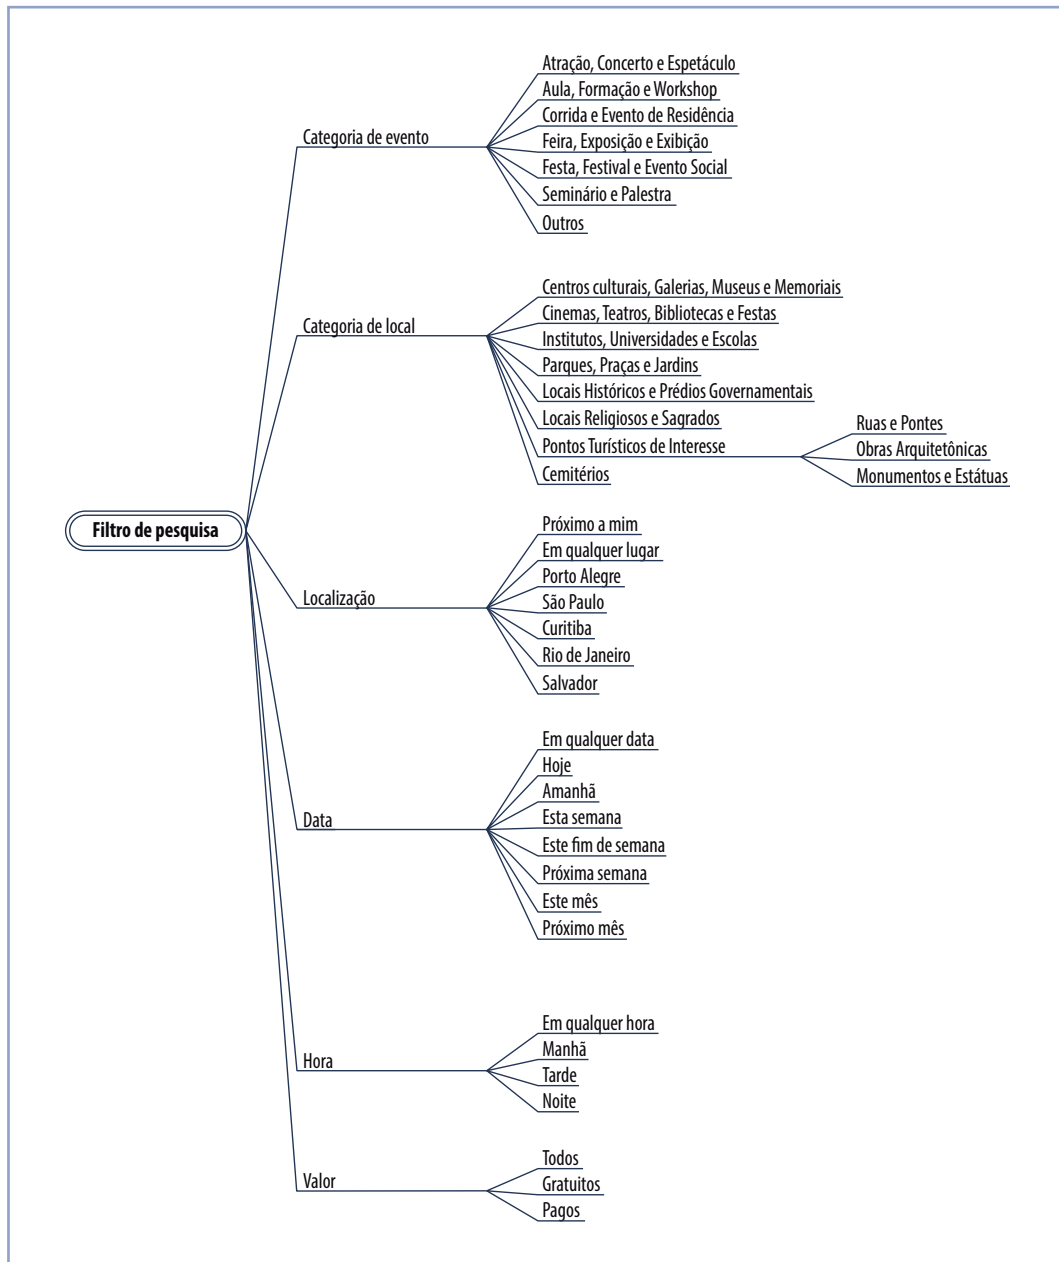 Filtro de pesquisa
Categoria de evento
Atração, Concerto e Espetáculo
Aula, Formação e Workshop
Corrida e Evento de Residência
Feira, Exposição e Exibição
Festa, Festival e Evento Social
Seminário e Palestra
Outros
Categoria de local
Centros culturais, Galerias, Museus e Memoriais
Cinemas, Teatros, Bibliotecas e Festas
Institutos, Universidades e Escolas
Parques, Praças e Jardins
Locais Históricos e Prédios Governamentais
Locais Religiosos e Sagrados
Pontos Turísticos de Interesse
Ruas e Pontes
Obras Arquitetônicas
Monumentos e Estátuas
Cemitérios
Localização
Próximo a mim
Em qualquer lugar
Porto Alegre
São Paulo
Curitiba
Rio de Janeiro
Salvador
Data
Em qualquer data
Hoje
Amanhã
Esta semana
Este fim de semana
Próxima semana
Este mês
Próximo mês
Hora
Em qualquer hora
Manhã
Tarde
Noite
Valor
Todos
Gratuitos
Pagos